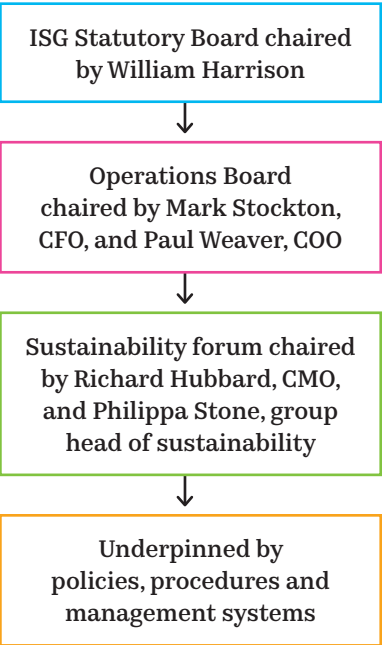 ISG Statutory Board chaired
by William Harrison
Operations Board
chaired by Mark Stockton,
CFO, and Paul Weaver, COO
Sustainability forum chaired
by Richard Hubbard, CMO,
and Philippa Stone, group
head of sustainability
Underpinned by
policies, procedures and
management systems